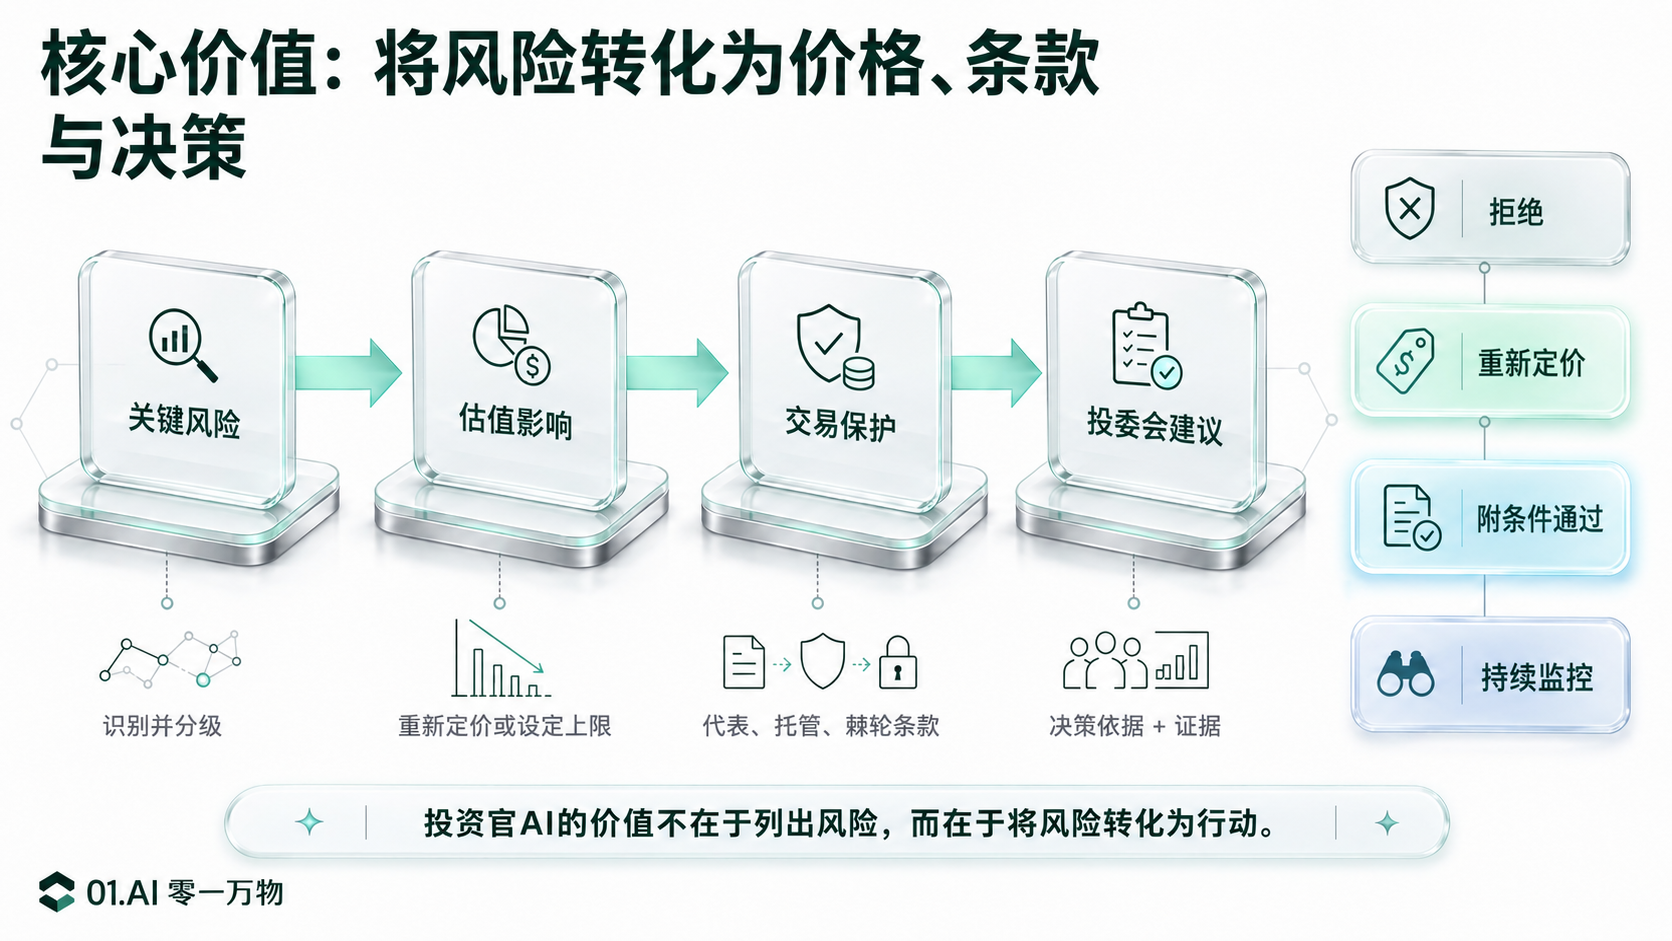 核心价值：将风险转化为价格、条款
与决策
关键风险
估值影响
交易保护
投委会建议
识别并分级
重新定价或设定上限
代表、托管、棘轮条款
决策依据 + 证据
拒绝
重新定价
附条件通过
持续监控
投资官AI的价值不在于列出风险，而在于将风险转化为行动。
01.AI 零一万物